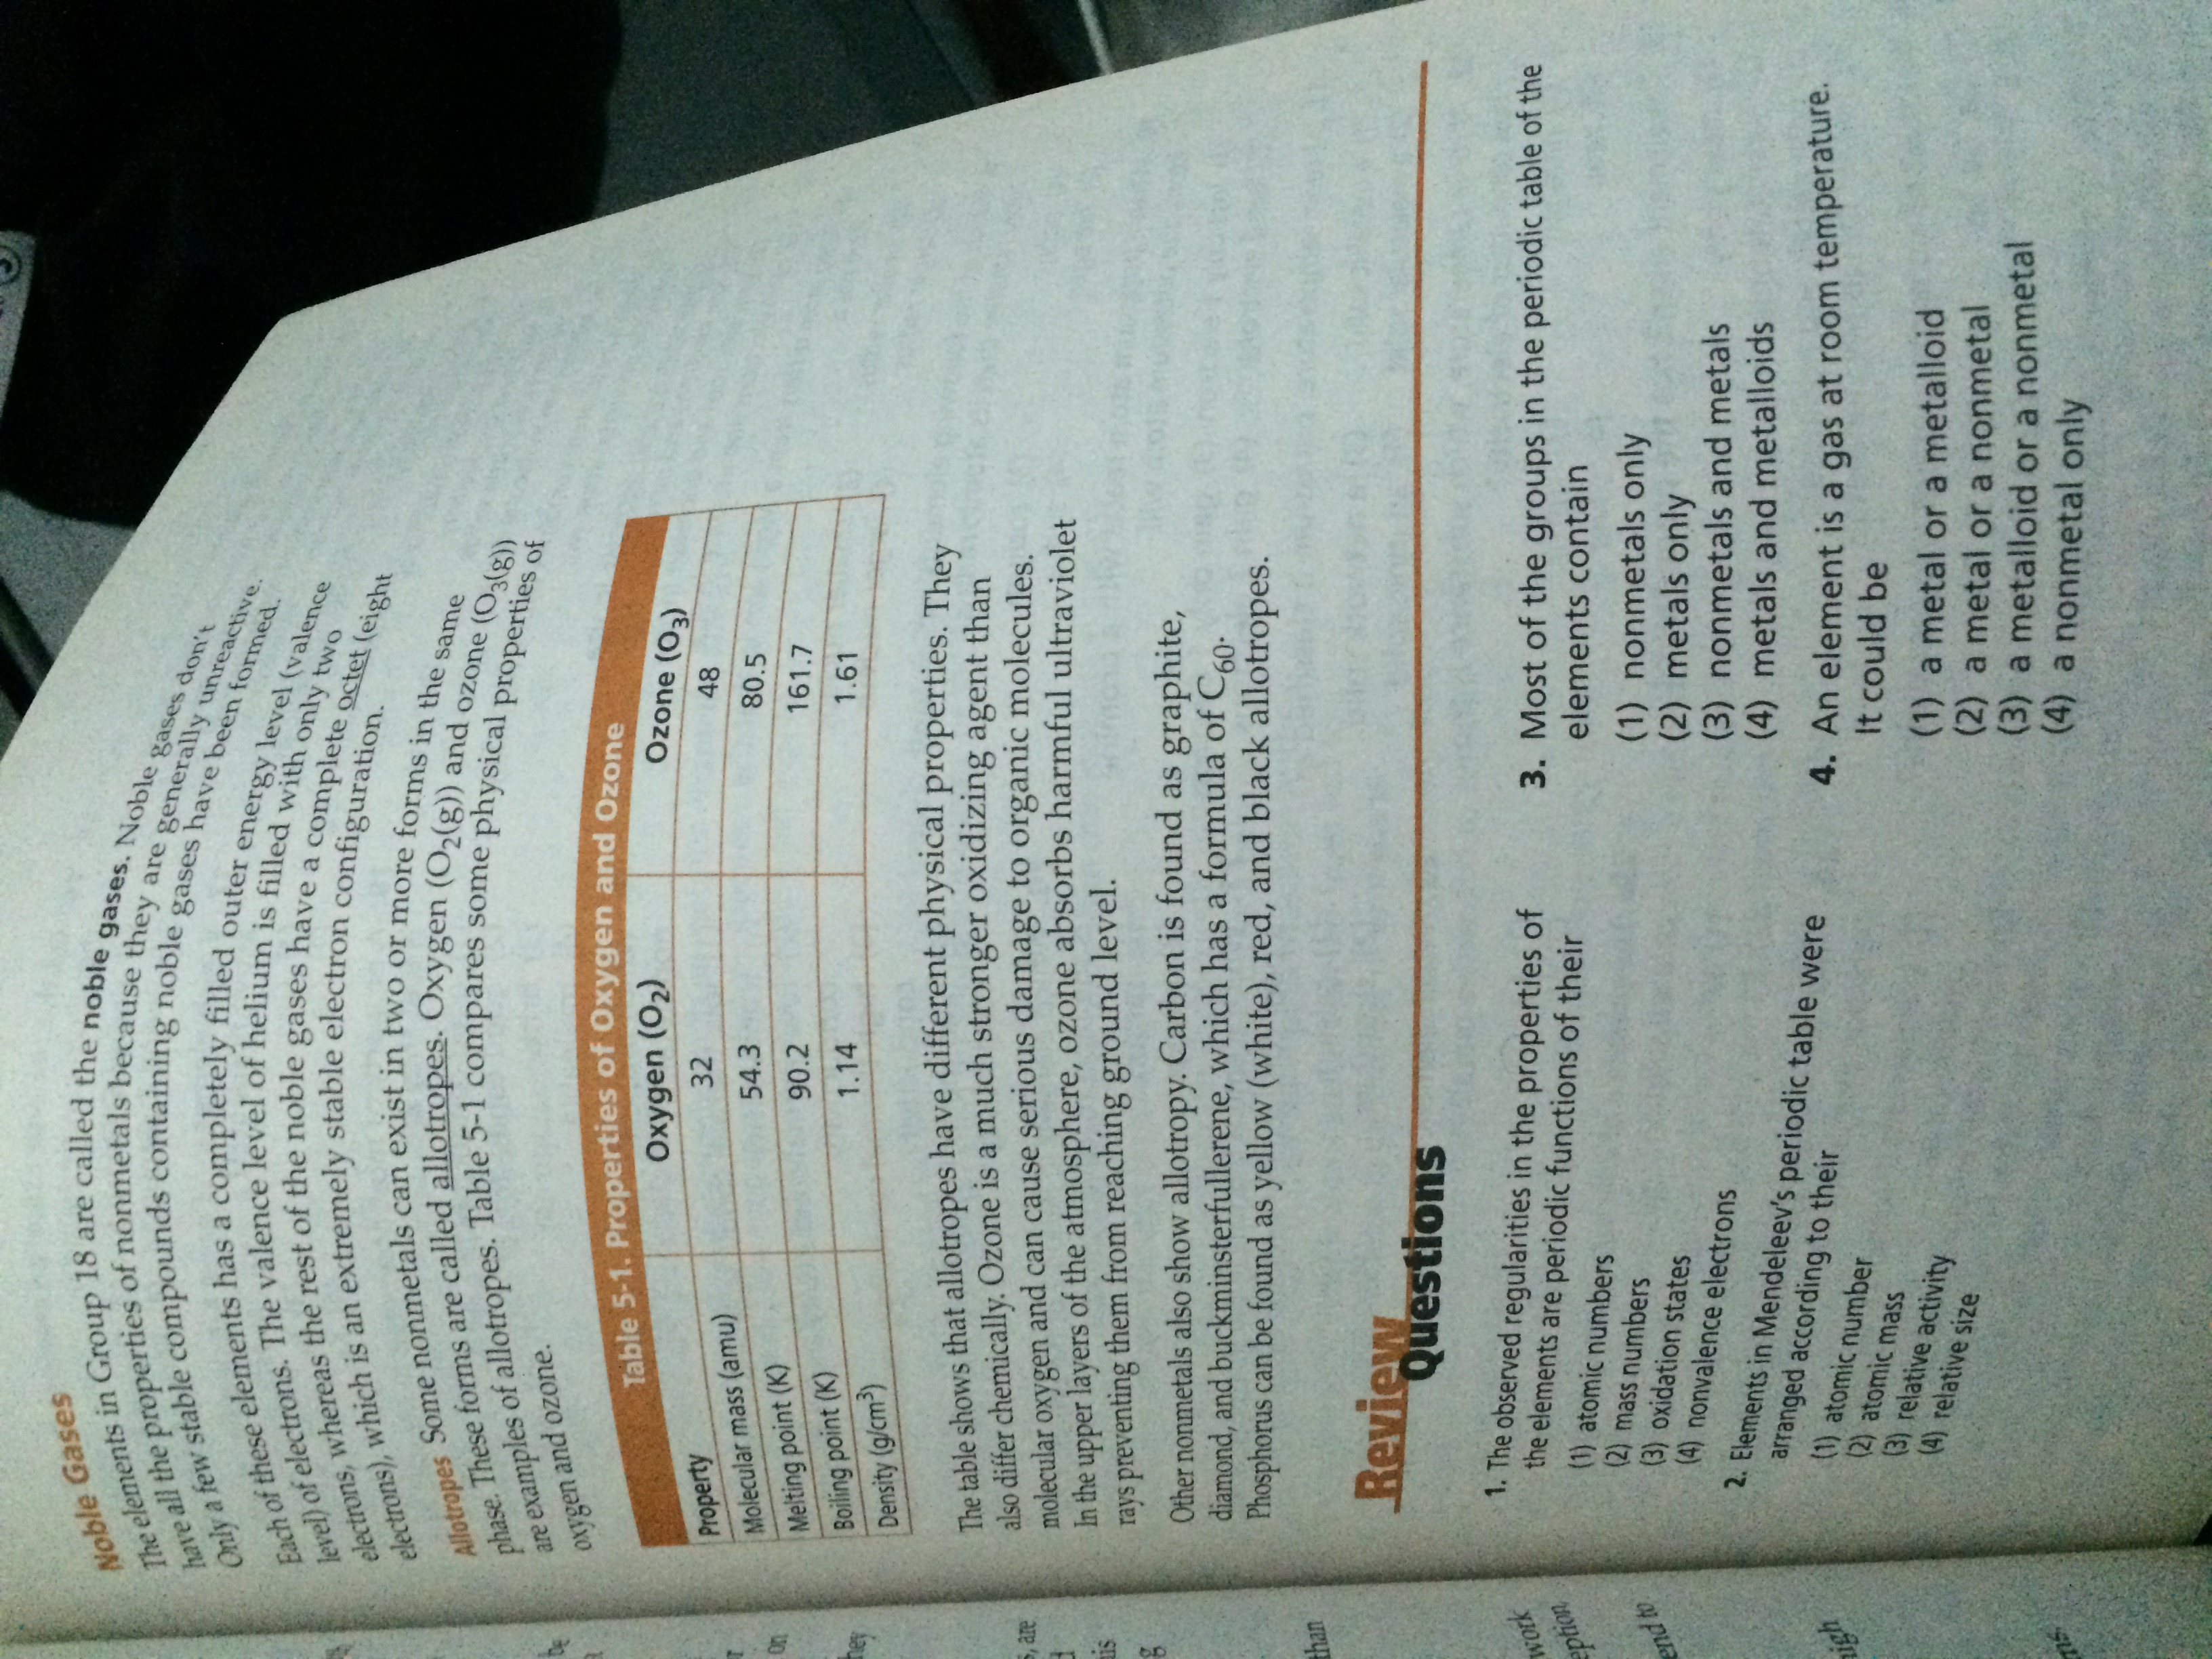 Noble Gases
The elements in Group 18 are called the noble gases. Noble gases don't
have all the properties of nonmetals because they are generally unreactive.
Only a few stable compounds containing noble gases have been formed.
Each of these elements has a completely filled outer energy level (valence
level) of electrons. The valence level of helium is filled with only two
electrons, whereas the rest of the noble gases have a complete octet (eight
electrons), which is an extremely stable electron configuration.
Allotropes Some nonmetals can exist in two or more forms in the same
phase. These forms are called allotropes. Oxygen (O₂(g)) and ozone (O₃(g))
are examples of allotropes. Table 5-1 compares some physical properties of
oxygen and ozone.
Table 5-1. Properties of Oxygen and Ozone
Property Oxygen (O₂) Ozone (O₃)
Molecular mass (amu) 32 48
Melting point (K) 54.3 80.5
Boiling point (K) 90.2 161.7
Density (g/cm³) 1.14 1.61
The table shows that allotropes have different physical properties. They
also differ chemically. Ozone is a much stronger oxidizing agent than
molecular oxygen and can cause serious damage to organic molecules.
In the upper layers of the atmosphere, ozone absorbs harmful ultraviolet
rays preventing them from reaching ground level.
Other nonmetals also show allotropy. Carbon is found as graphite,
diamond, and buckminsterfullerene, which has a formula of C₆₀.
Phosphorus can be found as yellow (white), red, and black allotropes.
Review
Questions
1. The observed regularities in the properties of
the elements are periodic functions of their
(1) atomic numbers
(2) mass numbers
(3) oxidation states
(4) nonvalence electrons
2. Elements in Mendeleev's periodic table were
arranged according to their
(1) atomic number
(2) atomic mass
(3) relative activity
(4) relative size
3. Most of the groups in the periodic table of the
elements contain
(1) nonmetals only
(2) metals only
(3) nonmetals and metals
(4) metals and metalloids
4. An element is a gas at room temperature.
It could be
(1) a metal or a metalloid
(2) a metal or a nonmetal
(3) a metalloid or a nonmetal
(4) a nonmetal only
be
on
they
are
than
work
eption
end to
high